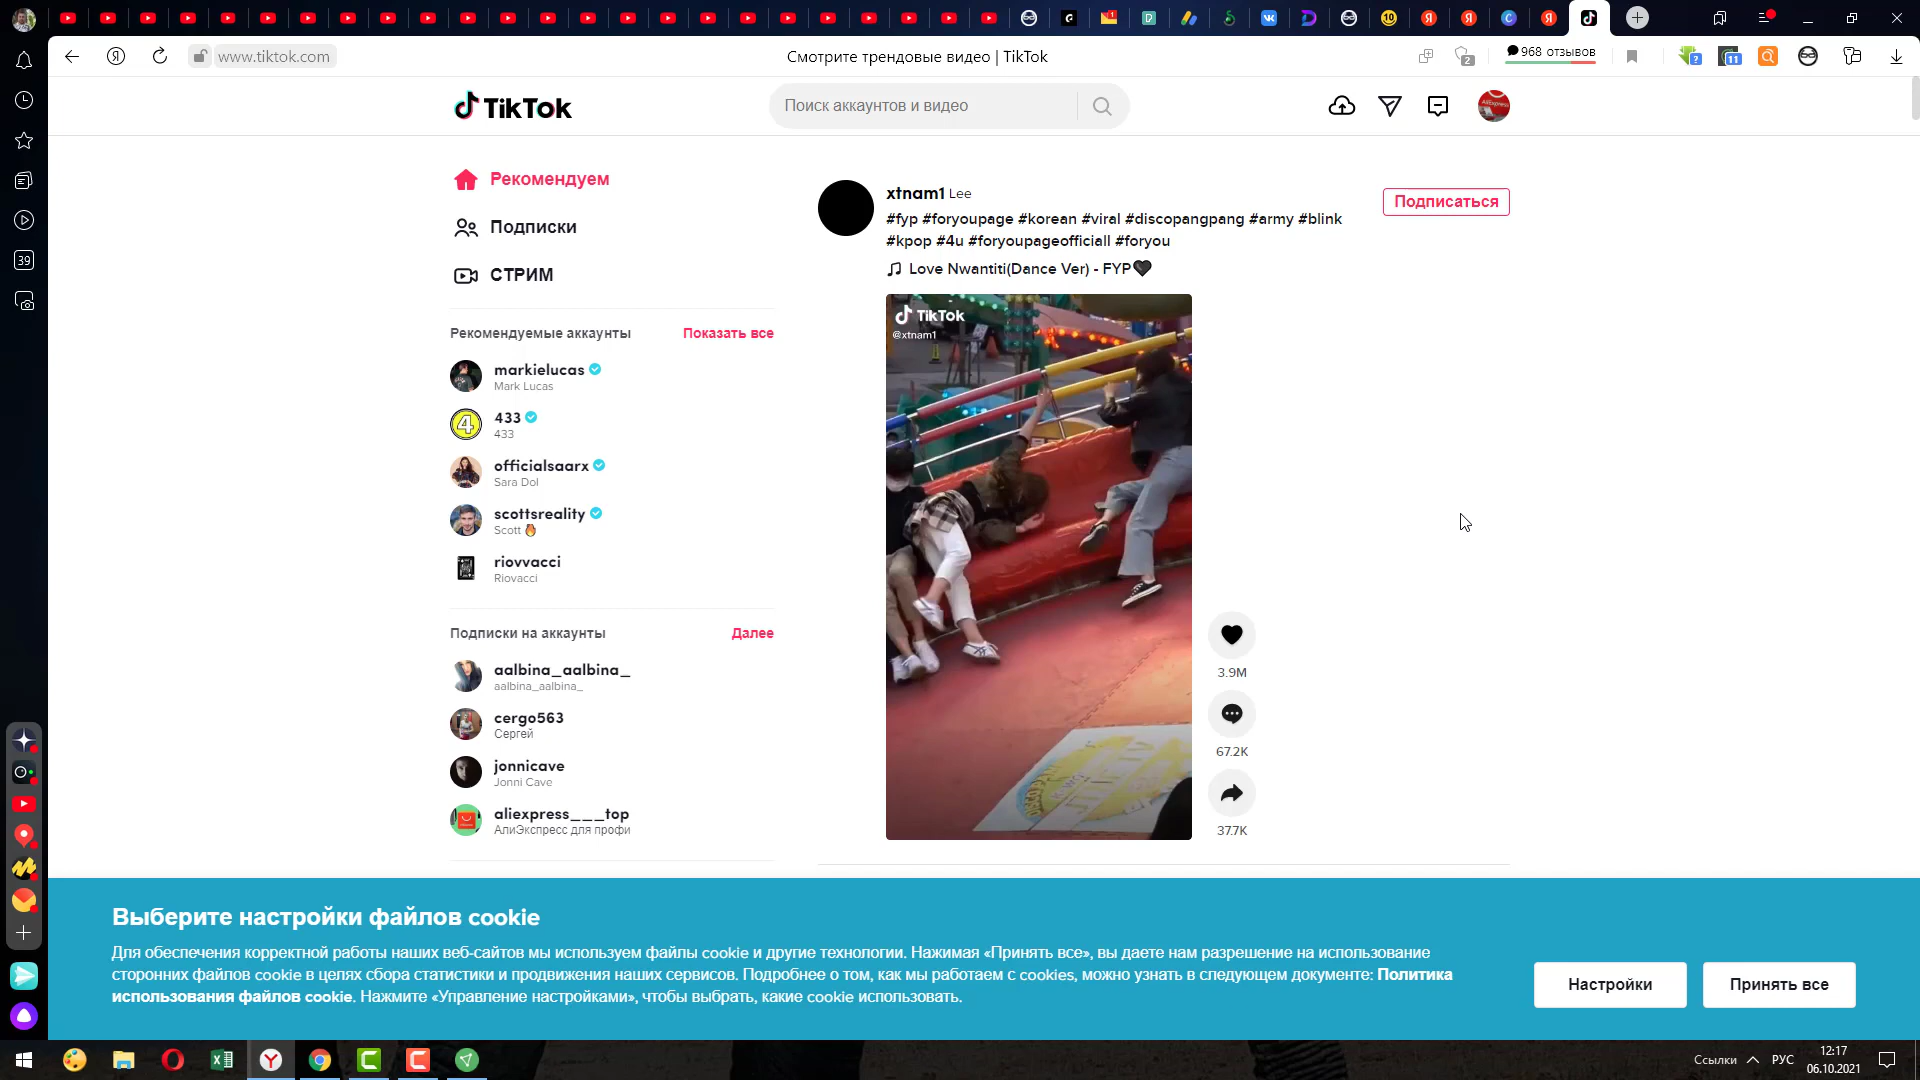 www.tiktok.com
Смотрите трендовые видео | TikTok
2
968 отзывов
11
TikTok
Поиск аккаунтов и видео
Рекомендуем
Подписки
СТРИМ
Рекомендуемые аккаунты
Показать все
markielucas
Mark Lucas
433
433
officialsaarx
Sara Dol
scottsreality
Scott 🔥
riovvacci
Riovacci
Подписки на аккаунты
Далее
aalbina_aalbina_
aalbina_aalbina_
cergo563
Сергей
jonnicave
Jonni Cave
aliexpress___top
АлиЭкспресс для профи
xtnam1 Lee
Подписаться
#fyp #foryoupage #korean #viral #discopangpang #army #blink
#kpop #4u #foryoupageofficiall #foryou
Love Nwantiti(Dance Ver) - FYP🖤
TikTok
@xtnam1
3.9M
67.2K
37.7K
39
Выберите настройки файлов cookie
Для обеспечения корректной работы наших веб-сайтов мы используем файлы cookie и другие технологии. Нажимая «Принять все», вы даете нам разрешение на использование
сторонних файлов cookie в целях сбора статистики и продвижения наших сервисов. Подробнее о том, как мы работаем с cookies, можно узнать в следующем документе: Политика
использования файлов cookie. Нажмите «Управление настройками», чтобы выбрать, какие cookie использовать.
Настройки
Принять все
Ссылки
РУС
12:17
06.10.2021